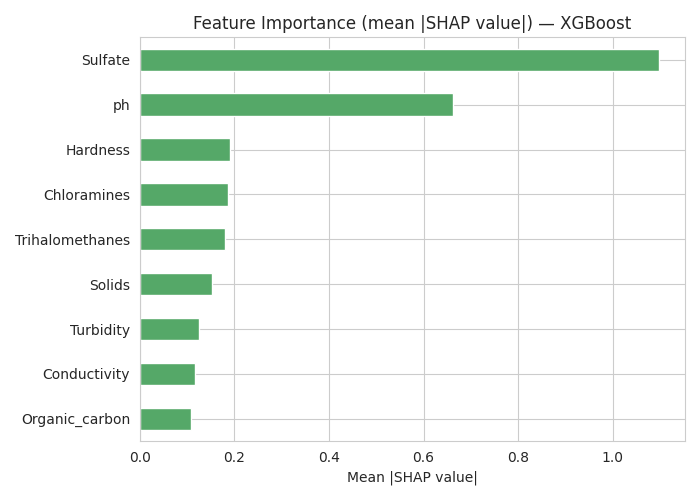 Feature Importance (mean |SHAP value|) — XGBoost
Sulfate
ph
Hardness
Chloramines
Trihalomethanes
Solids
Turbidity
Conductivity
Organic_carbon
0.0 0.2 0.4 0.6 0.8 1.0
Mean |SHAP value|